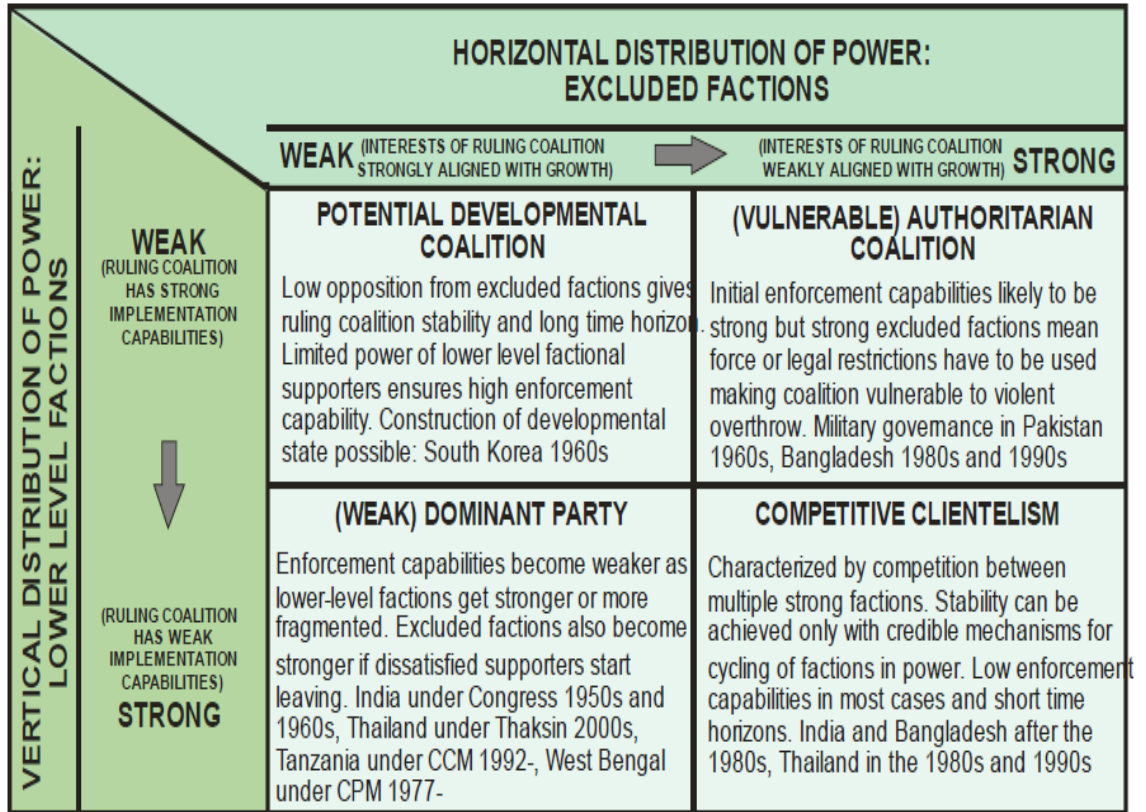 HORIZONTAL DISTRIBUTION OF POWER:
EXCLUDED FACTIONS
WEAK (INTERESTS OF RULING COALITION
STRONGLY ALIGNED WITH GROWTH)
(INTERESTS OF RULING COALITION
WEAKLY ALIGNED WITH GROWTH) STRONG
VERTICAL DISTRIBUTION OF POWER:
LOWER LEVEL FACTIONS
WEAK
(RULING COALITION
HAS STRONG
IMPLEMENTATION
CAPABILITIES)
POTENTIAL DEVELOPMENTAL
COALITION
Low opposition from excluded factions gives
ruling coalition stability and long time horizon.
Limited power of lower level factional
supporters ensures high enforcement
capability. Construction of developmental
state possible: South Korea 1960s
(VULNERABLE) AUTHORITARIAN
COALITION
Initial enforcement capabilities likely to be
strong but strong excluded factions mean
force or legal restrictions have to be used
making coalition vulnerable to violent
overthrow. Military governance in Pakistan
1960s, Bangladesh 1980s and 1990s
(RULING COALITION
HAS WEAK
IMPLEMENTATION
CAPABILITIES)
STRONG
(WEAK) DOMINANT PARTY
Enforcement capabilities become weaker as
lower-level factions get stronger or more
fragmented. Excluded factions also become
stronger if dissatisfied supporters start
leaving. India under Congress 1950s and
1960s, Thailand under Thaksin 2000s,
Tanzania under CCM 1992-, West Bengal
under CPM 1977-
COMPETITIVE CLIENTELISM
Characterized by competition between
multiple strong factions. Stability can be
achieved only with credible mechanisms for
cycling of factions in power. Low enforcement
capabilities in most cases and short time
horizons. India and Bangladesh after the
1980s, Thailand in the 1980s and 1990s